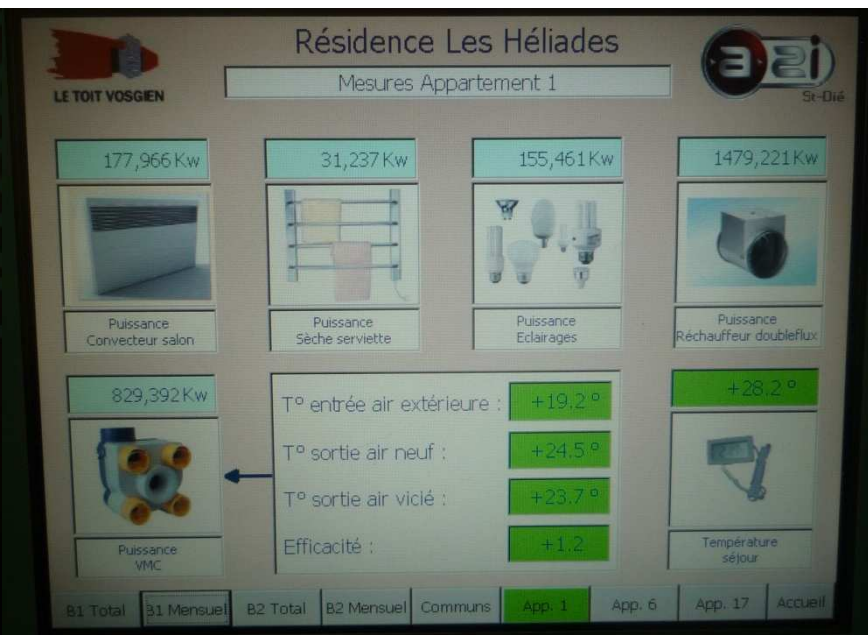 Résidence Les Héliades
Mesures Appartement 1
LE TOIT VOSGIEN
a2i
St-Dié
177,966 Kw
31,237 Kw
155,461 Kw
1479,221 Kw
Puissance
Convecteur salon
Puissance
Sèche serviette
Puissance
Eclairages
Puissance
Réchauffeur doubleflux
829,392 Kw
T° entrée air extérieure : +19.2 °
T° sortie air neuf : +24.5 °
T° sortie air vicié : +23.7 °
Efficacité : +1.2
+28.2 °
Puissance
VMC
Température
séjour
B1 Total B1 Mensuel B2 Total B2 Mensuel Communs App. 1 App. 6 App. 17 Accueil